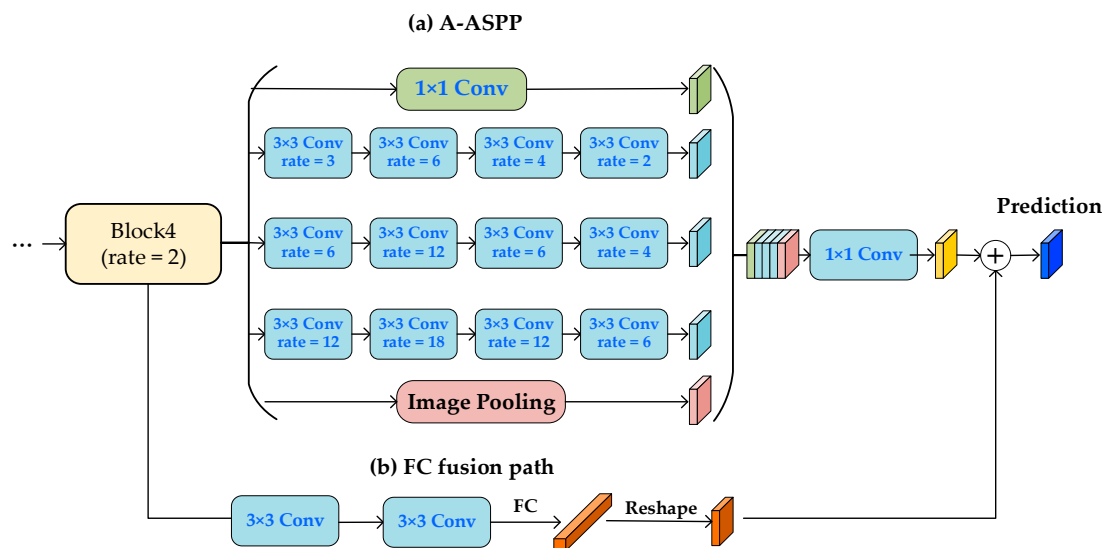 (a) A-ASPP
1×1 Conv
3×3 Conv
rate = 3
3×3 Conv
rate = 6
3×3 Conv
rate = 4
3×3 Conv
rate = 2
...
Block4
(rate = 2)
3×3 Conv
rate = 6
3×3 Conv
rate = 12
3×3 Conv
rate = 6
3×3 Conv
rate = 4
1×1 Conv
+
Prediction
3×3 Conv
rate = 12
3×3 Conv
rate = 18
3×3 Conv
rate = 12
3×3 Conv
rate = 6
Image Pooling
(b) FC fusion path
3×3 Conv
3×3 Conv
FC
Reshape